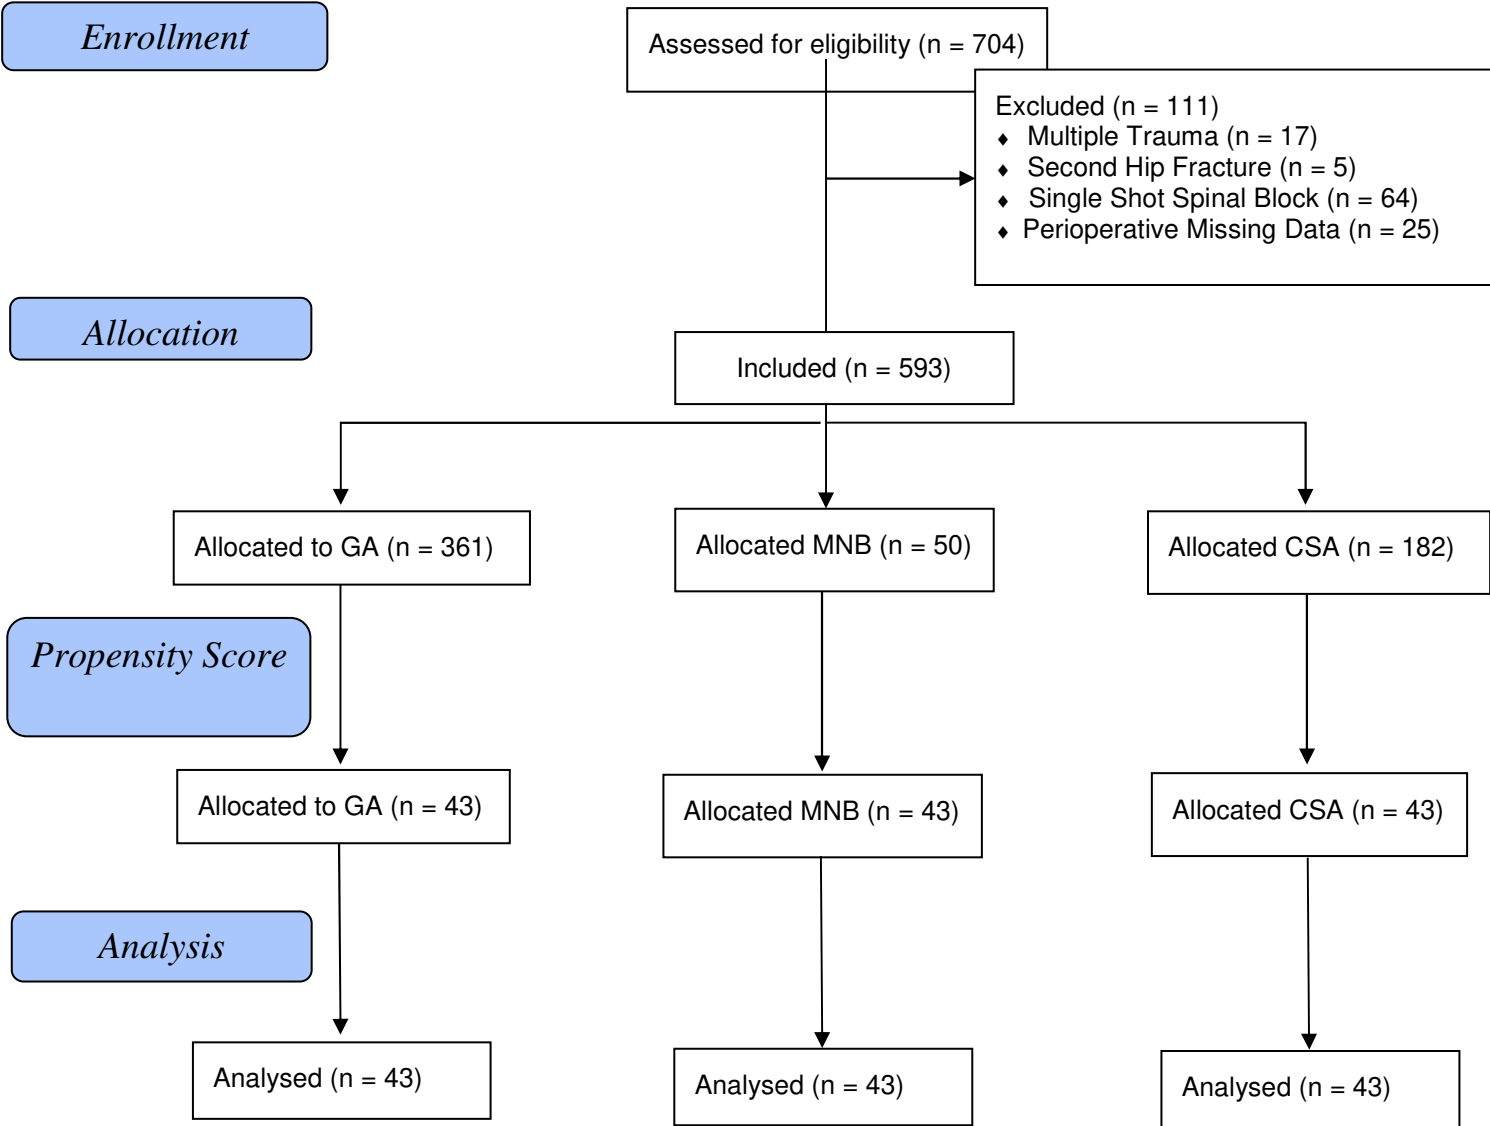 Enrollment
Assessed for eligibility (n = 704)
Excluded (n = 111)
♦ Multiple Trauma (n = 17)
♦ Second Hip Fracture (n = 5)
♦ Single Shot Spinal Block (n = 64)
♦ Perioperative Missing Data (n = 25)
Allocation
Included (n = 593)
Allocated to GA (n = 361)
Allocated MNB (n = 50)
Allocated CSA (n = 182)
Propensity Score
Allocated to GA (n = 43)
Allocated MNB (n = 43)
Allocated CSA (n = 43)
Analysis
Analysed (n = 43)
Analysed (n = 43)
Analysed (n = 43)